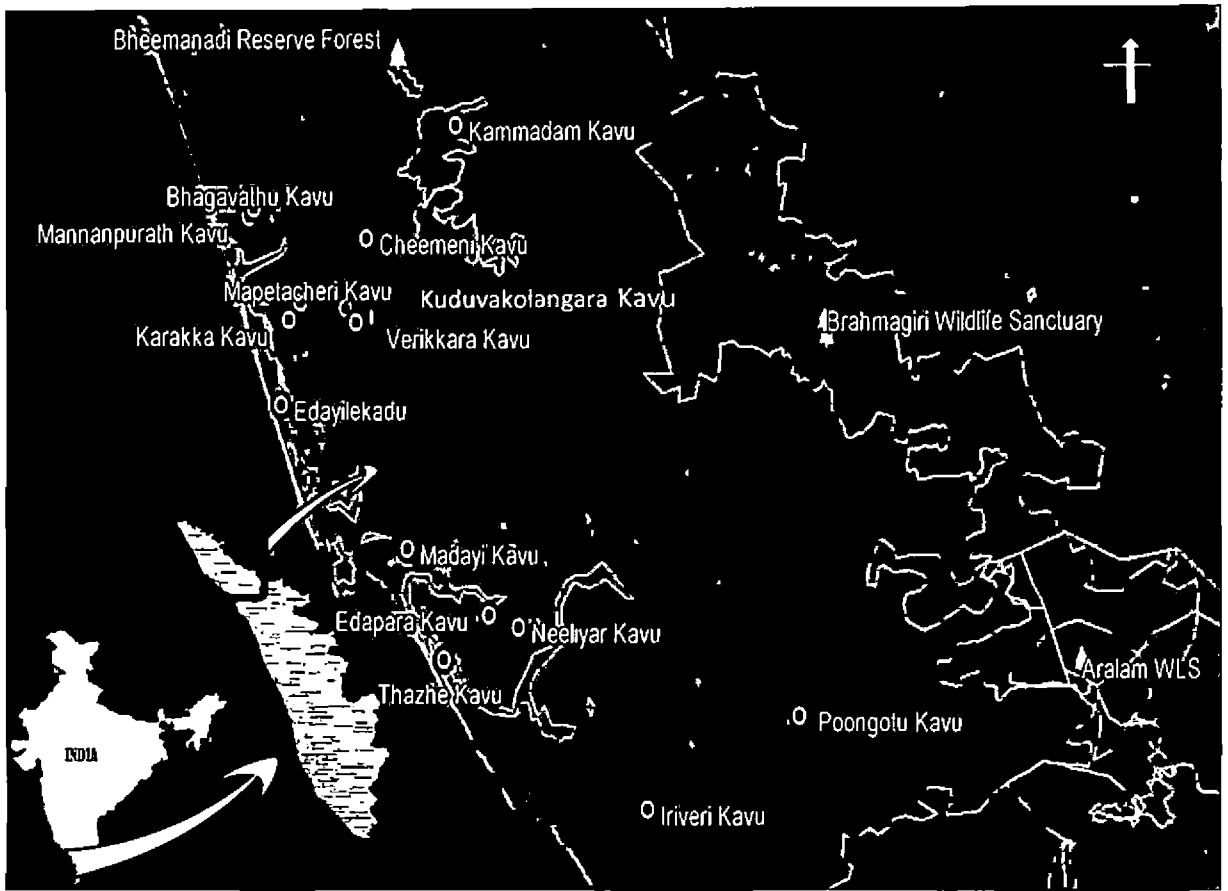 Bheemanadi Reserve Forest
Kammadam Kavu
Bhagavathu Kavu
Mannanpurath Kavu
Cheemeni Kavu
Mapetacheri Kavu
Kuduvakolangara Kavu
Karakka Kavu
Verikkara Kavu
Brahmagiri Wildlife Sanctuary
Edayilekadu
Madayi Kavu
Edapara Kavu
Neeliyar Kavu
Thazhe Kavu
Aralam WLS
Poongotu Kavu
INDIA
Iriveri Kavu